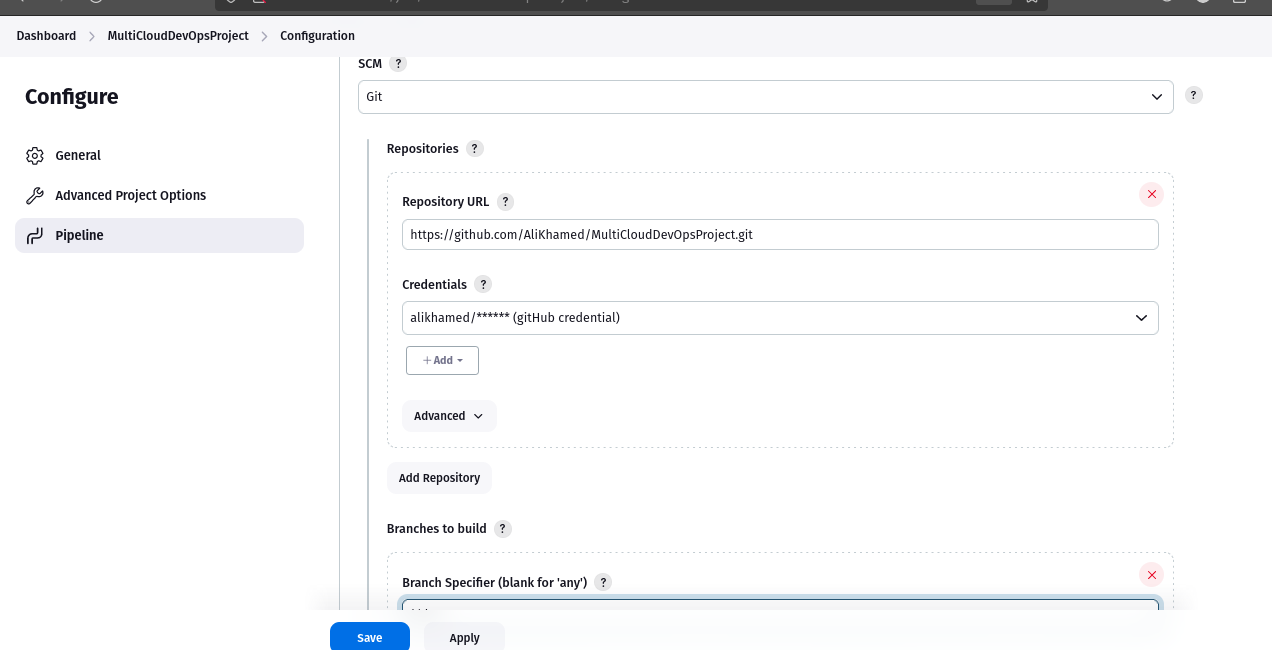 Dashboard > MultiCloudDevOpsProject > Configuration
Configure
General
Advanced Project Options
Pipeline
SCM ?
Git
?
Repositories ?
Repository URL ?
https://github.com/AliKhamed/MultiCloudDevOpsProject.git
Credentials ?
alikhamed/****** (gitHub credential)
+ Add
Advanced
Add Repository
Branches to build ?
Branch Specifier (blank for 'any') ?
Save
Apply